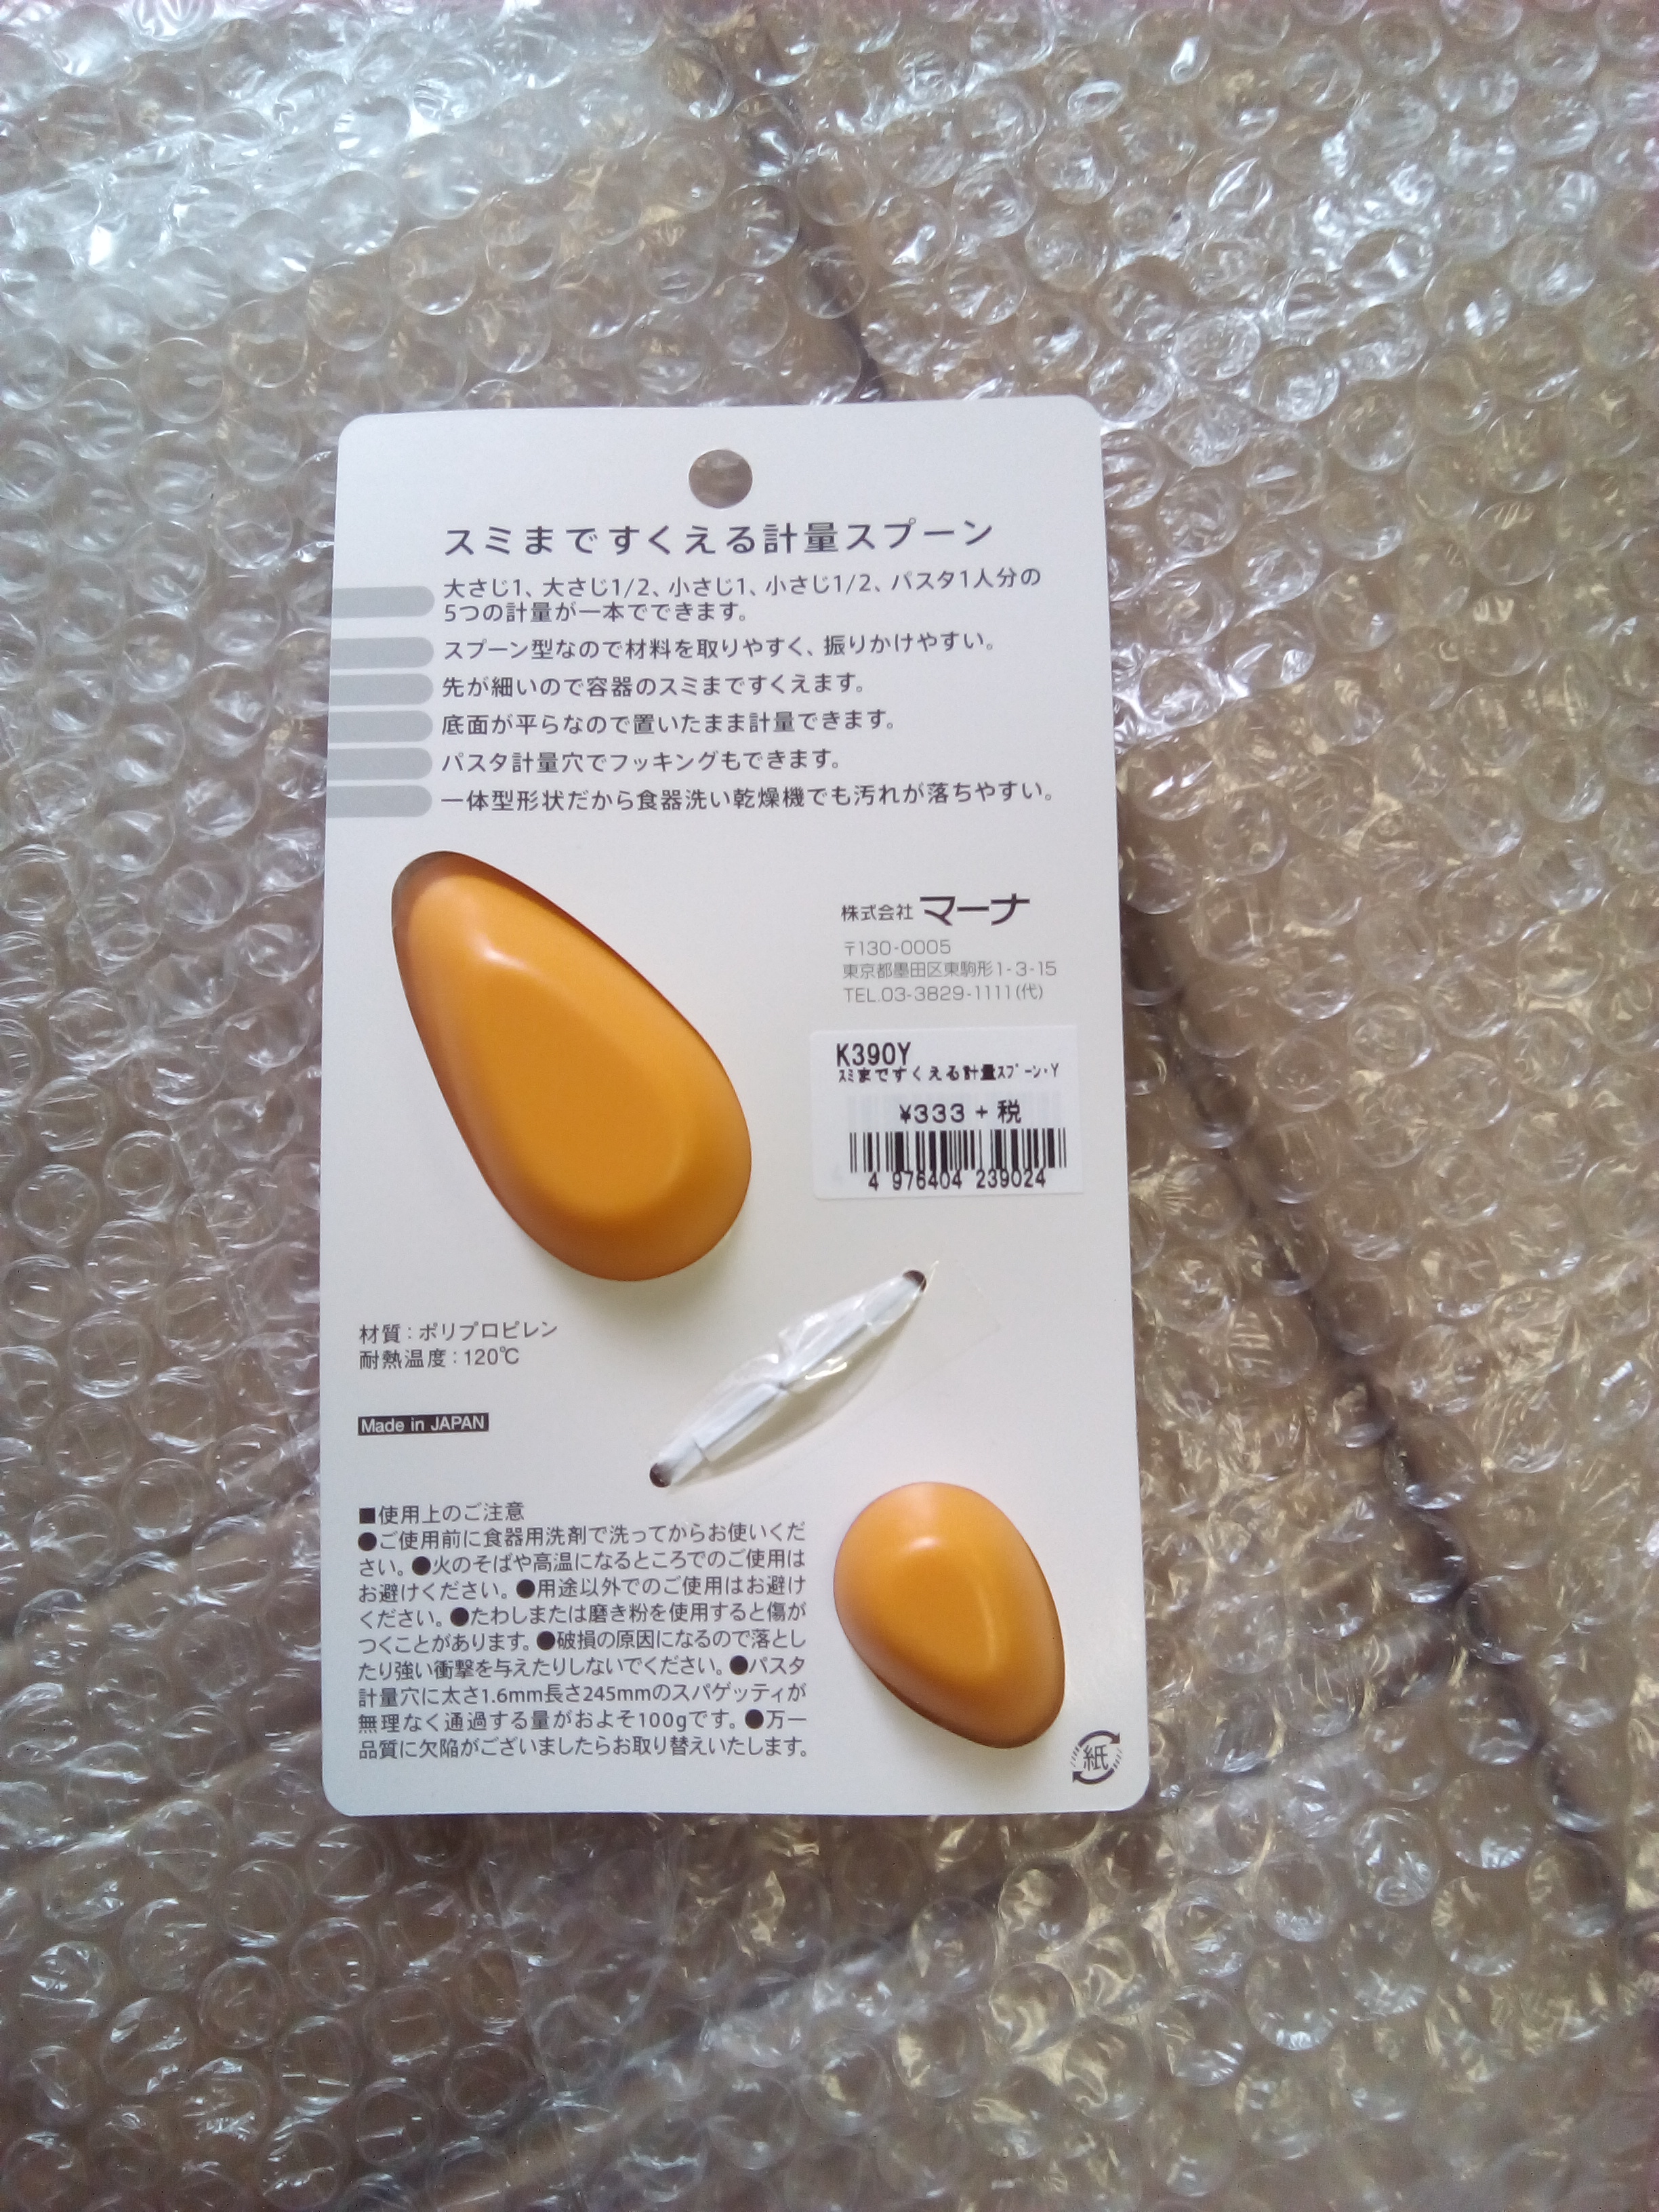 スミまですくえる計量スプーン
大さじ1、大さじ1/2、小さじ1、小さじ1/2、パスタ1人分の
5つの計量が一本でできます。
スプーン型なので材料を取りやすく、振りかけやすい。
先が細いので容器のスミまですくえます。
底面が平らなので置いたまま計量できます。
パスタ計量穴でフッキングもできます。
一体型形状だから食器洗い乾燥機でも汚れが落ちやすい。
株式会社 マーナ
〒130-0005
東京都墨田区東駒形1-3-15
TEL.03-3829-1111(代)
K390Y
スミまですくえる計量スプーン・Y
¥333+税
4 976404 239024
材質:ポリプロピレン
耐熱温度:120℃
Made in JAPAN
■使用上のご注意
●ご使用前に食器用洗剤で洗ってからお使いくだ
さい。●火のそばや高温になるところでのご使用は
お避けください。●用途以外でのご使用はお避け
ください。●たわしまたは磨き粉を使用すると傷が
つくことがあります。●破損の原因になるので落とし
たり強い衝撃を与えたりしないでください。●パスタ
計量穴に太さ1.6mm長さ245mmのスパゲッティが
無理なく通過する量がおよそ100gです。●万一
品質に欠陥がございましたらお取り替えいたします。
紙